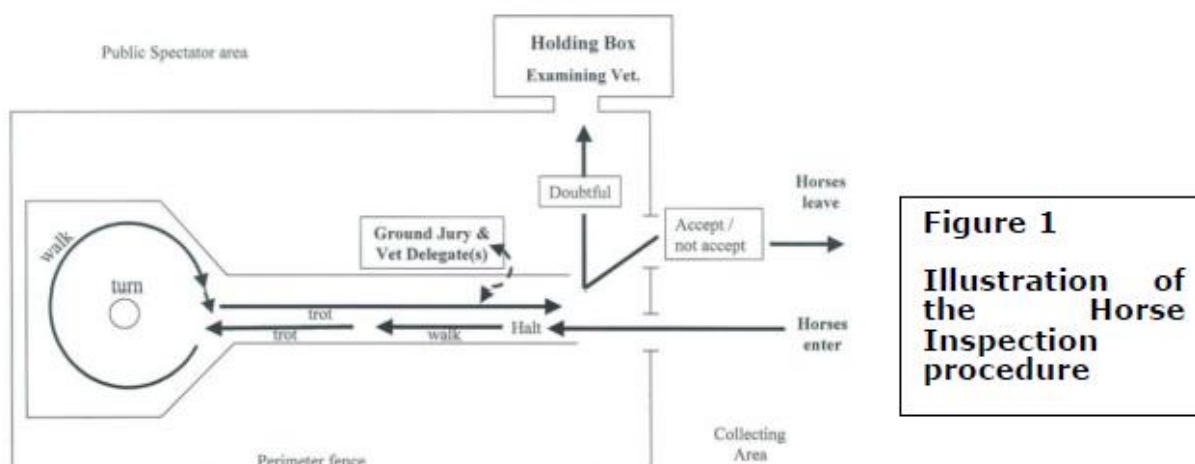 Public Spectator area
Holding Box
Examining Vet.
Doubtful
Horses
leave
Accept /
not accept
Ground Jury &
Vet Delegate(s)
walk
turn
trot
trot
walk
Halt
Horses
enter
Collecting
Area
Perimeter fence
Figure 1
Illustration of
the Horse
Inspection
procedure